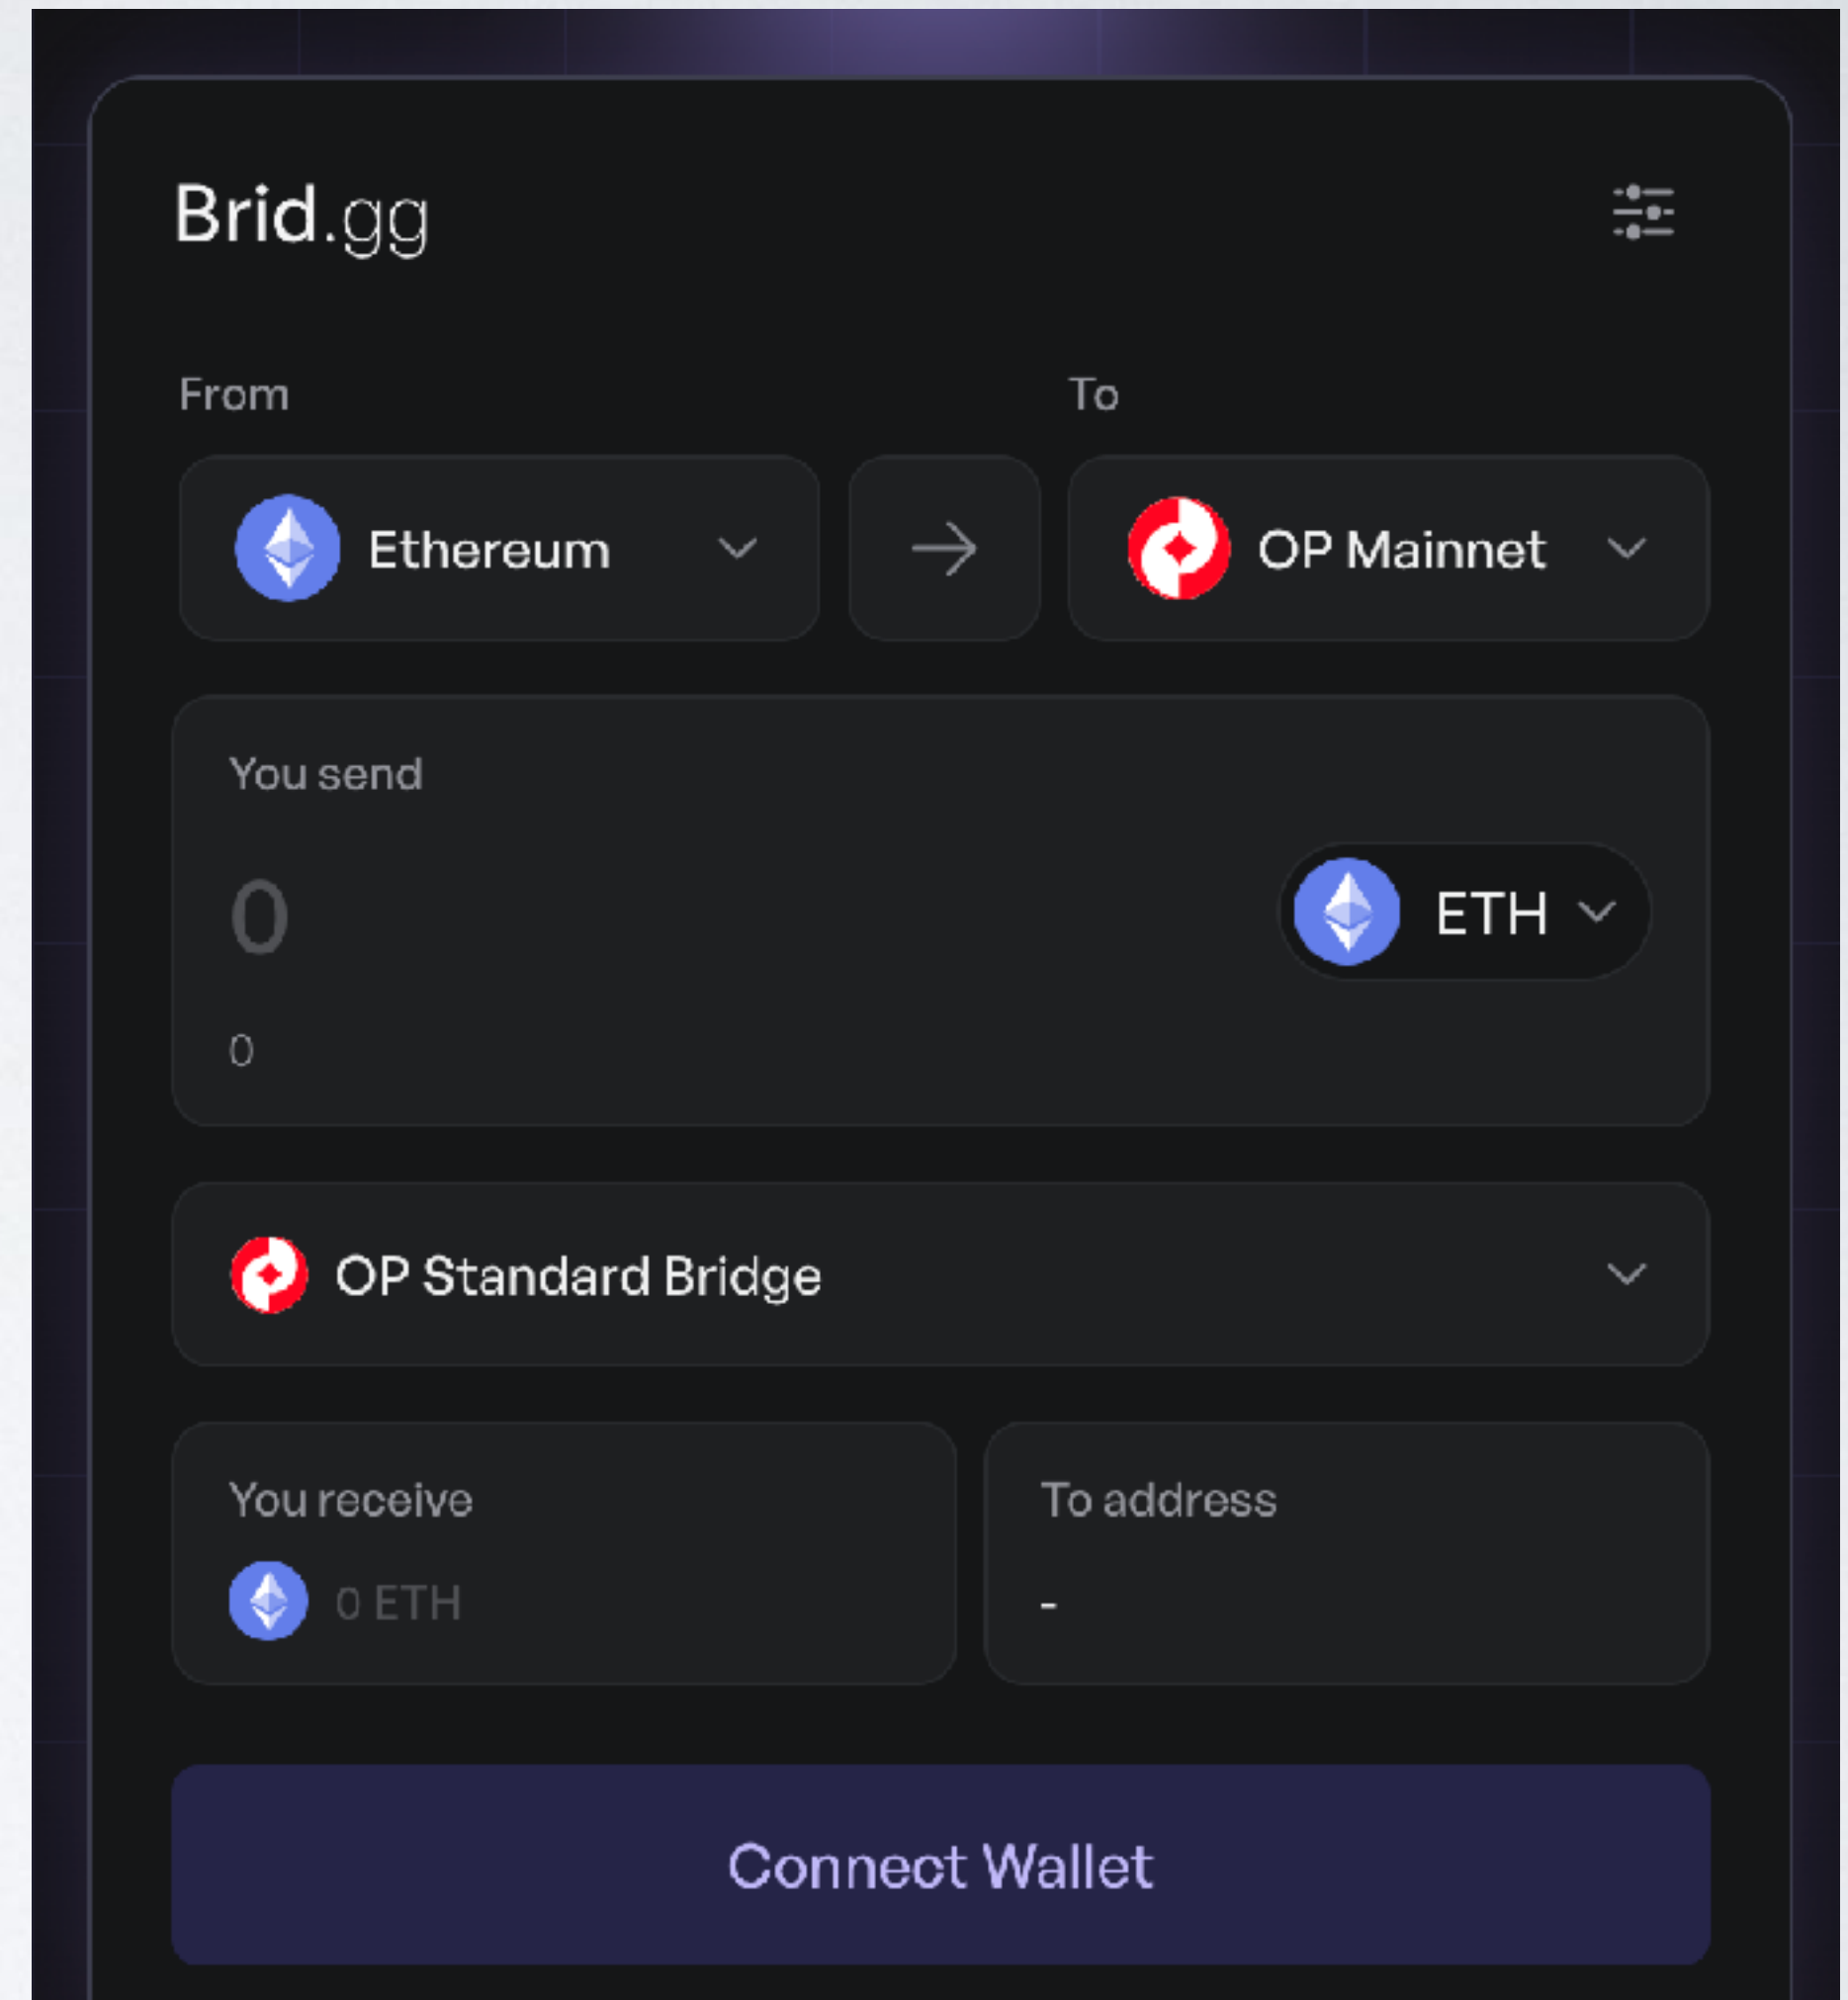 Brid.gg
From
To
Ethereum
OP Mainnet
You send
0
ETH
0
OP Standard Bridge
You receive
0 ETH
To address
-
Connect Wallet